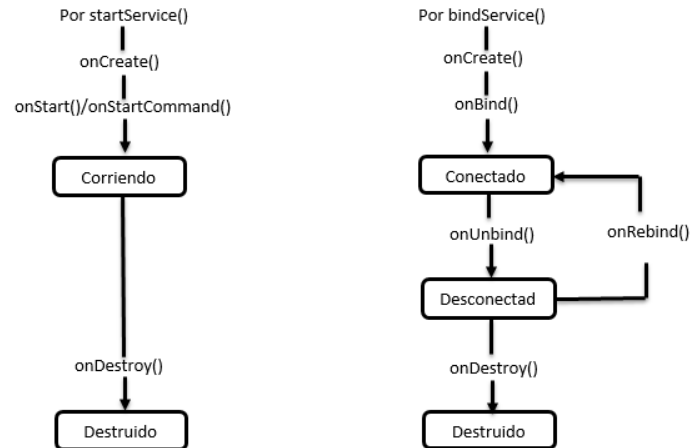 Por startService()
onCreate()
onStart()/onStartCommand()
Corriendo
onDestroy()
Destruido
Por bindService()
onCreate()
onBind()
Conectado
onUnbind()
onRebind()
Desconectad
onDestroy()
Destruido